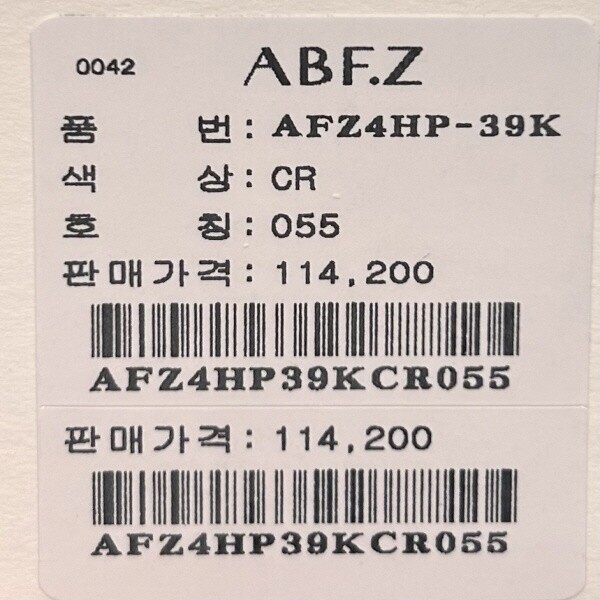 0042 ABF.Z
품 번 : AFZ4HP-39K
색 상 : CR
호 칭 : 055
판매가격 : 114,200
AFZ4HP39KCR055
판매가격 : 114,200
AFZ4HP39KCR055